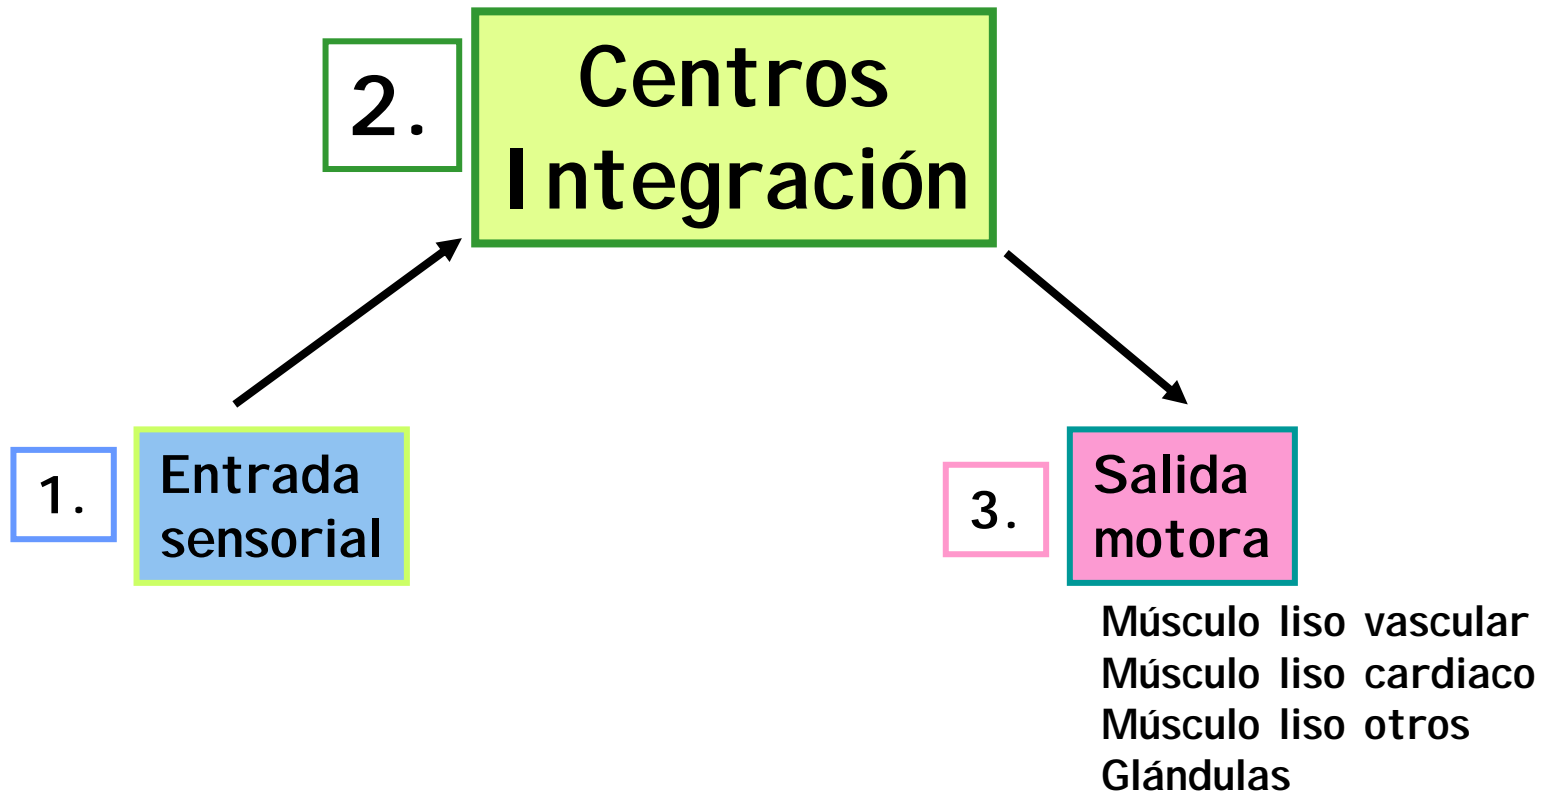 2.
Centros
Integración
1.
Entrada
sensorial
3.
Salida
motora
Músculo liso vascular
Músculo liso cardiaco
Músculo liso otros
Glándulas